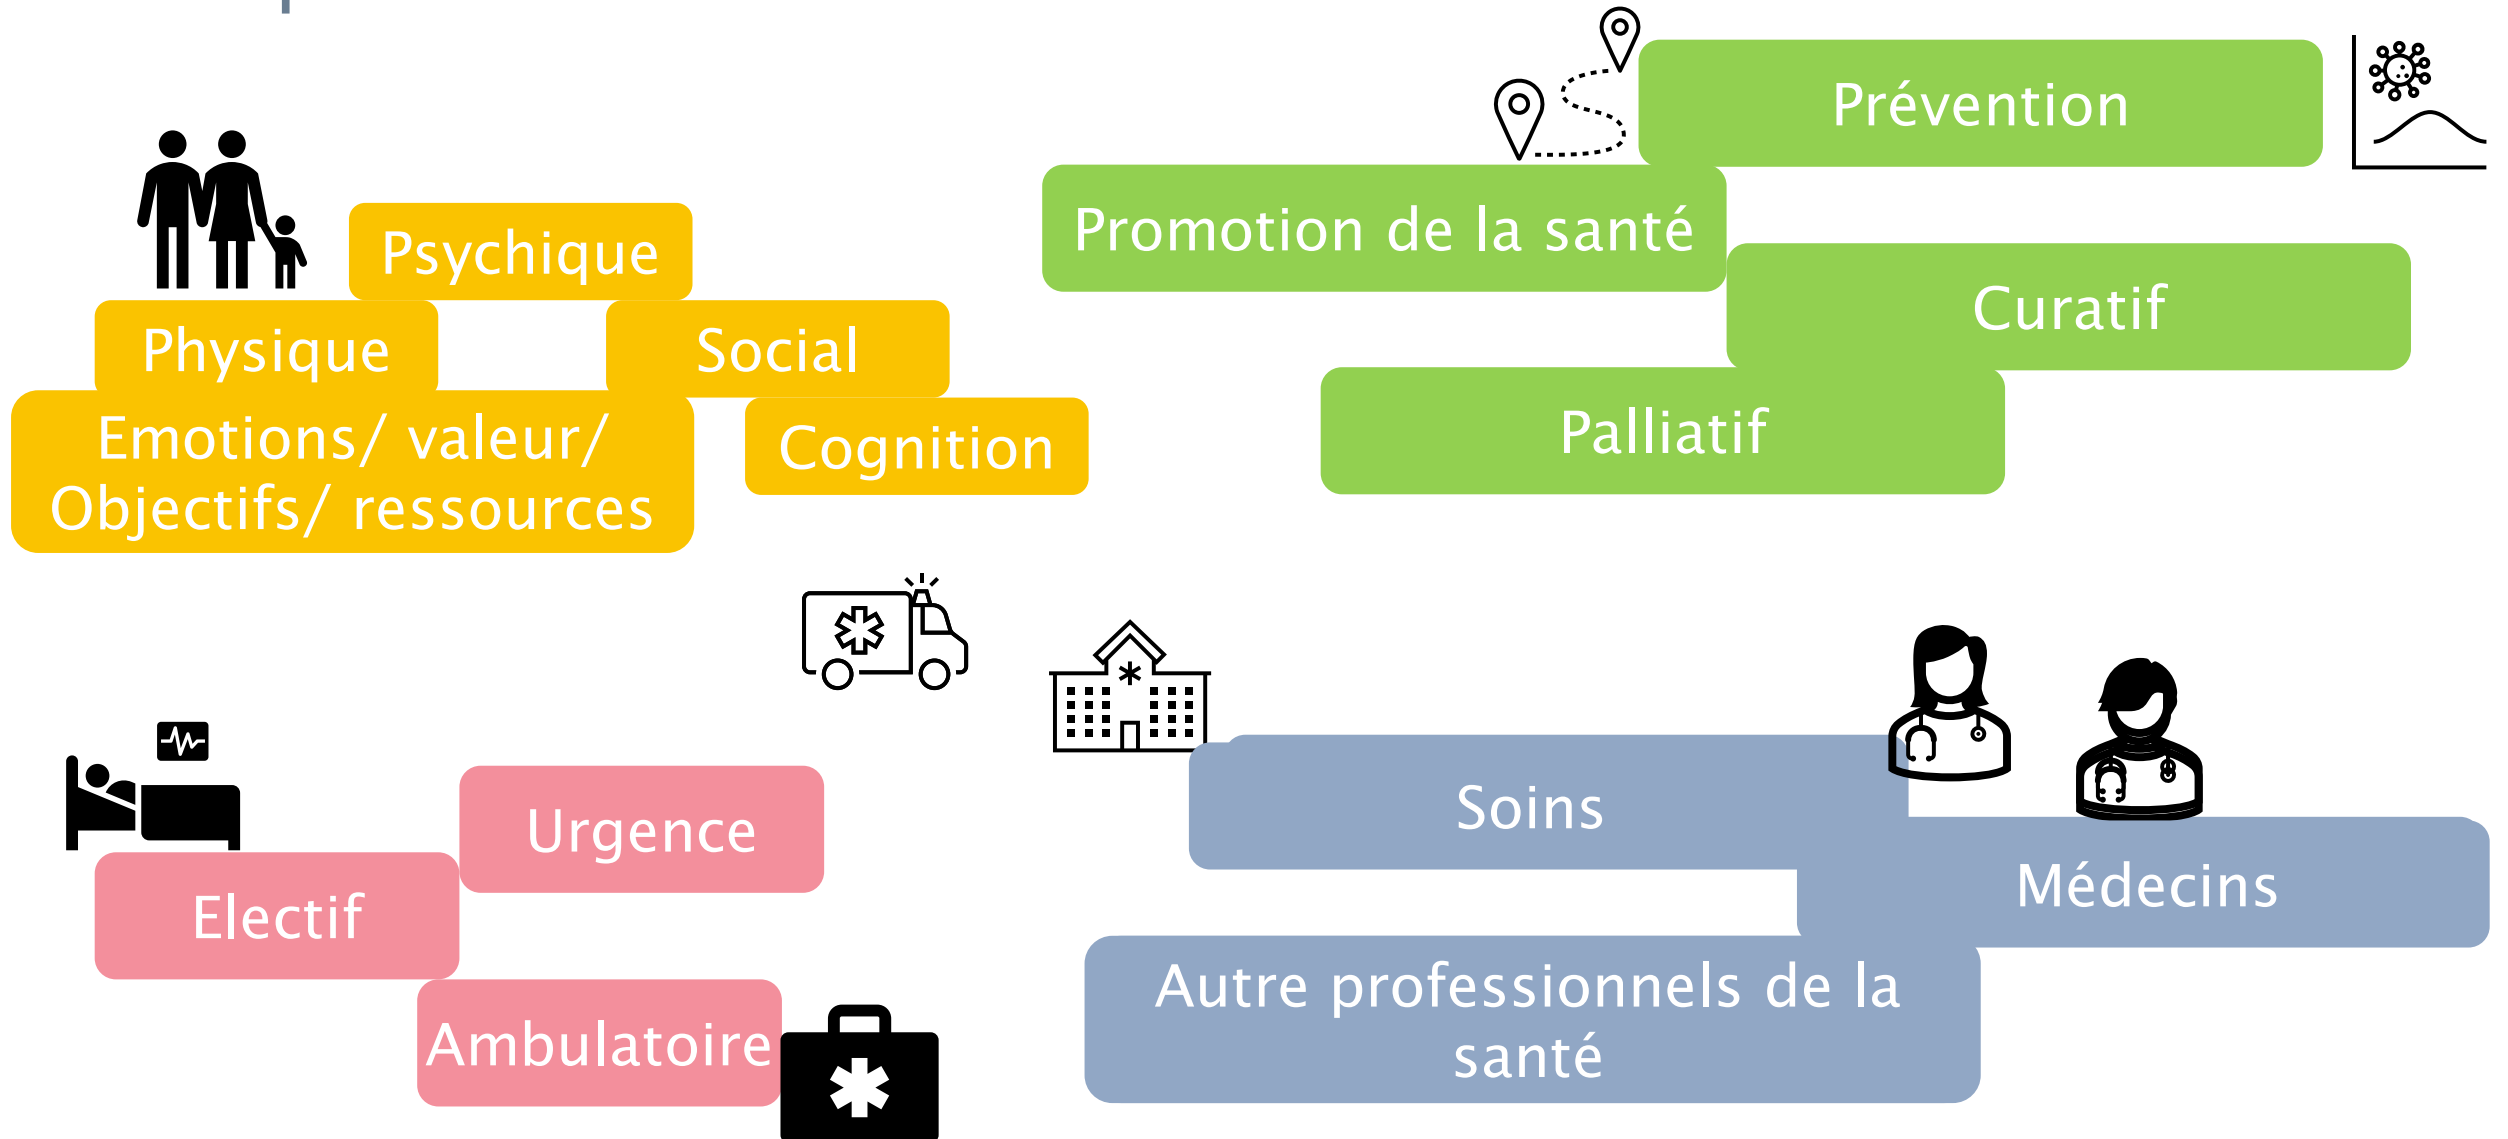 Psychique
Physique
Social
Emotions / valeur/
Objectifs/ ressources
Cognition
Prévention
Promotion de la santé
Curatif
Palliatif
Urgence
Electif
Ambulatoire
Soins
Médecins
Autre professionnels de la
santé